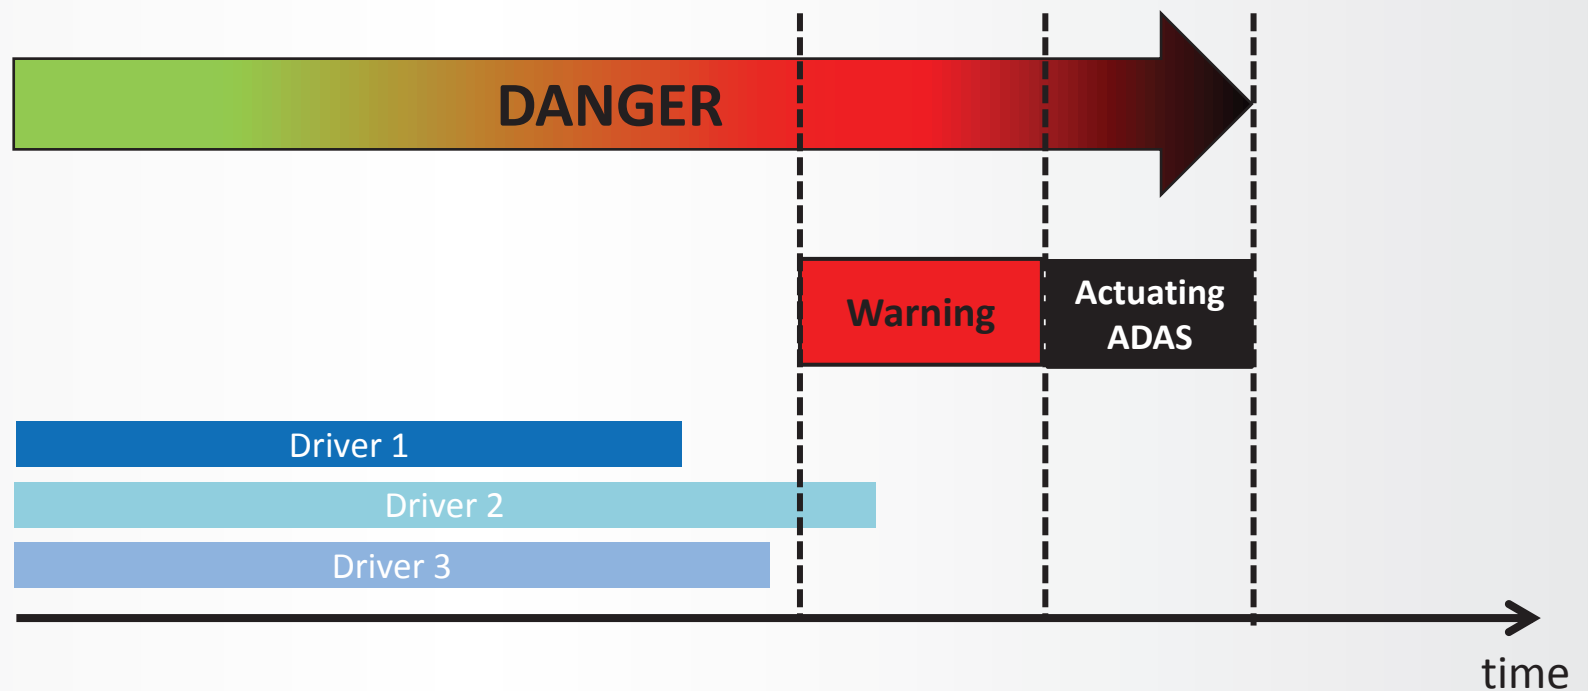 DANGER
Warning
Actuating
ADAS
Driver 1
Driver 2
Driver 3
time